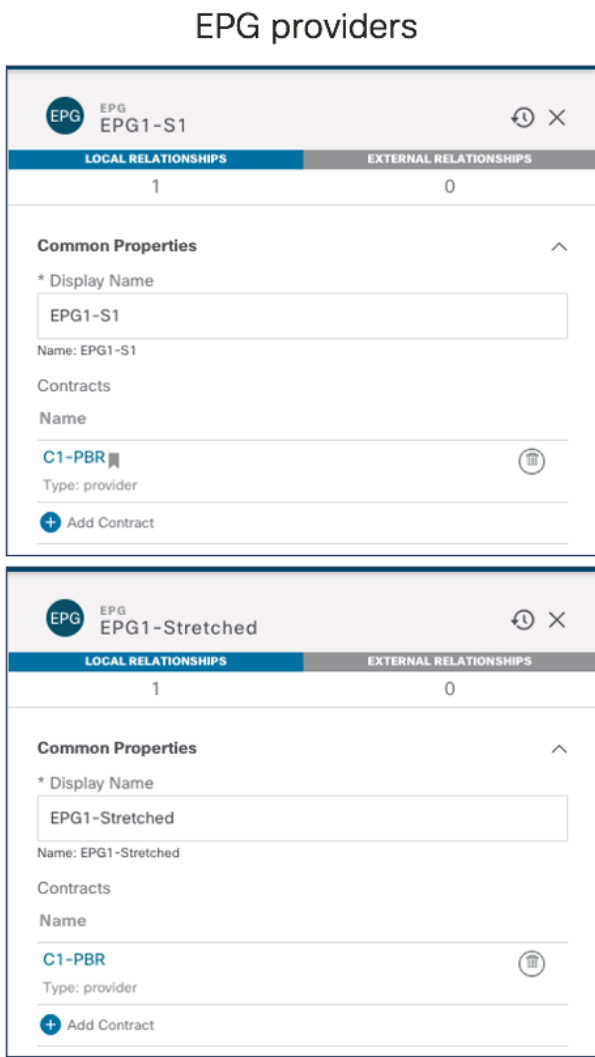 EPG providers
EPG
EPG
EPG1-S1
LOCAL RELATIONSHIPS
EXTERNAL RELATIONSHIPS
1
0
Common Properties
* Display Name
EPG1-S1
Name: EPG1-S1
Contracts
Name
C1-PBR
Type: provider
Add Contract
EPG
EPG
EPG1-Stretched
LOCAL RELATIONSHIPS
EXTERNAL RELATIONSHIPS
1
0
Common Properties
* Display Name
EPG1-Stretched
Name: EPG1-Stretched
Contracts
Name
C1-PBR
Type: provider
Add Contract